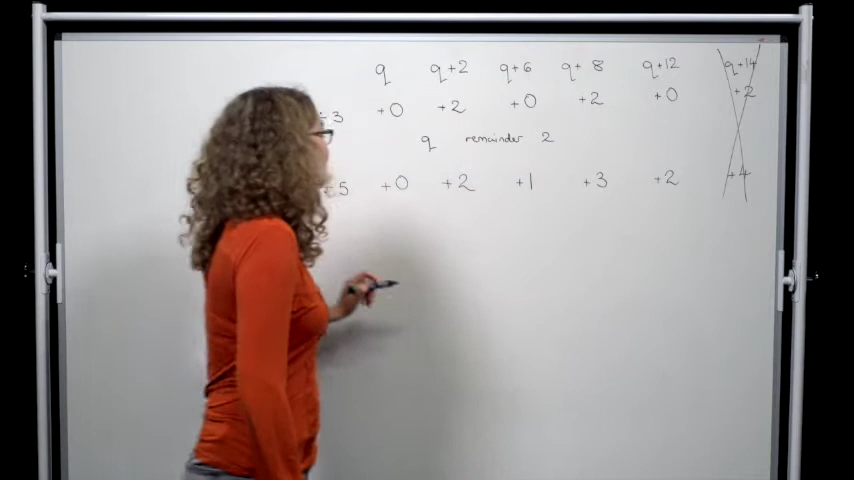 q q+2 q+6 q+8 q+12 q+14
÷3 +0 +2 +0 +2 +0 +2
q remainder 2
÷5 +0 +2 +1 +3 +2 +4